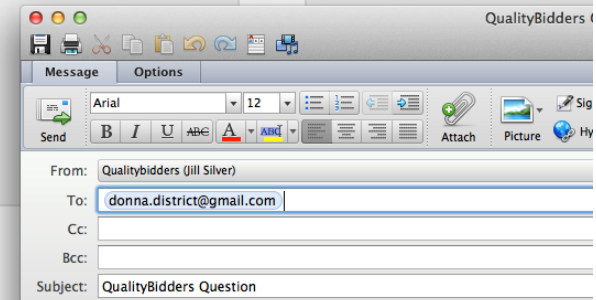 QualityBidders
Message Options
Arial 12
Send B I U ABC A ABC Attach Picture
From: Qualitybidders (Jill Silver)
To: donna.district@gmail.com
Cc:
Bcc:
Subject: QualityBidders Question